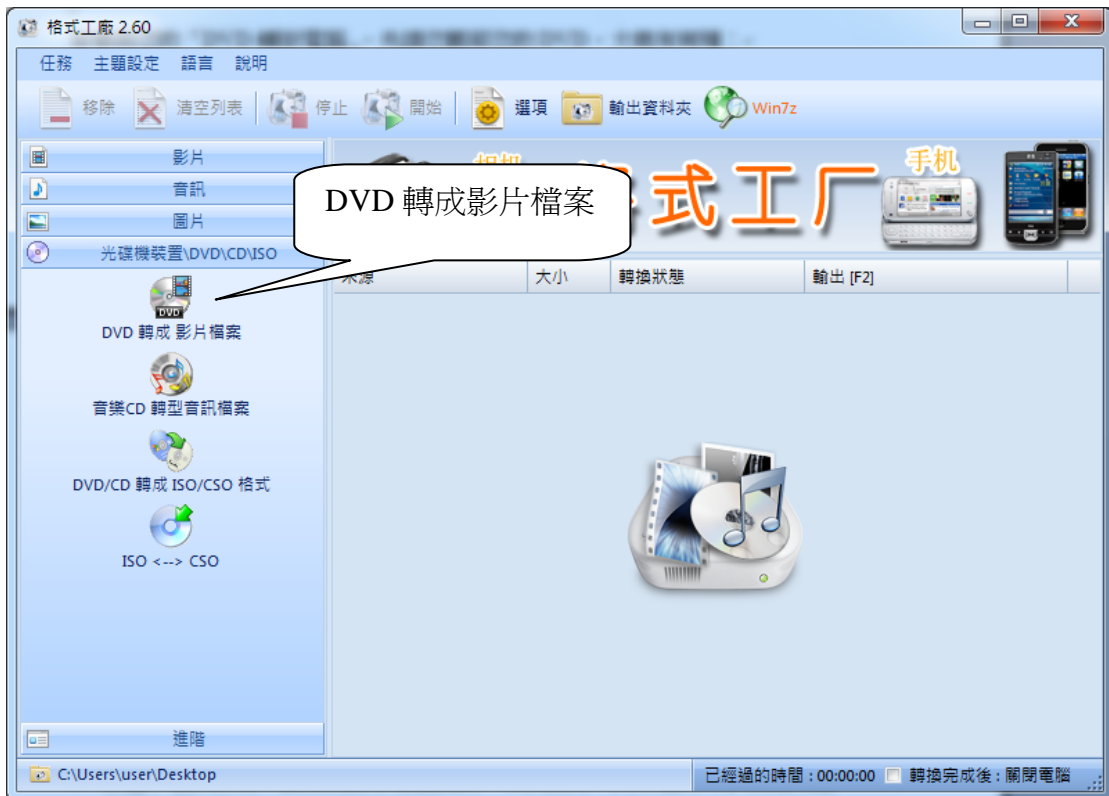 格式工廠 2.60
任務 主題設定 語言 說明
移除 清空列表 停止 開始 選項 輸出資料夾 Win7z
影片
音訊
圖片
光碟機裝置\DVD\CD\ISO
DVD 轉成 影片檔案
音樂CD 轉型音訊檔案
DVD/CD 轉成 ISO/CSO 格式
ISO <--> CSO
進階
DVD 轉成影片檔案
式工厂
手机
大小 轉換狀態 輸出 [F2]
DVD
C:\Users\user\Desktop
已經過的時間 : 00:00:00 轉換完成後 : 關閉電腦